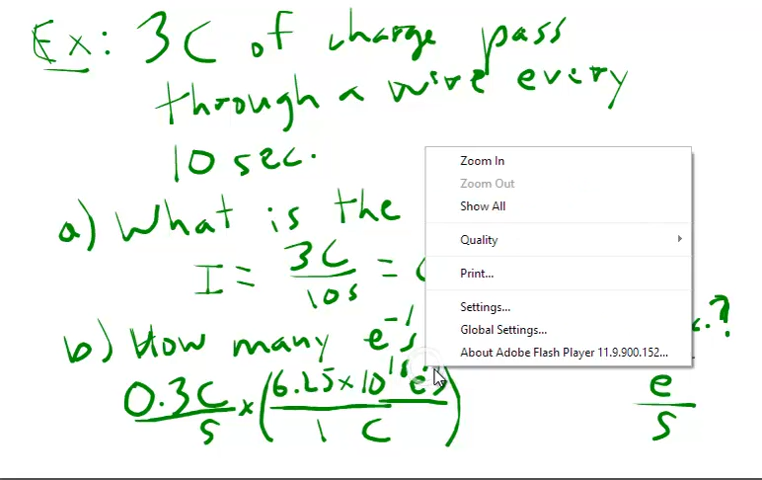 Ex: 3C of charge pass
through a wire every
10 sec.
a) What is the
I = 3C/10s =
b) How many e⁻'s
0.3C/s × (6.25×10¹⁸ e's/1 C)
e/s
Zoom In
Zoom Out
Show All
Quality
Print...
Settings...
Global Settings...
About Adobe Flash Player 11.9.900.152...